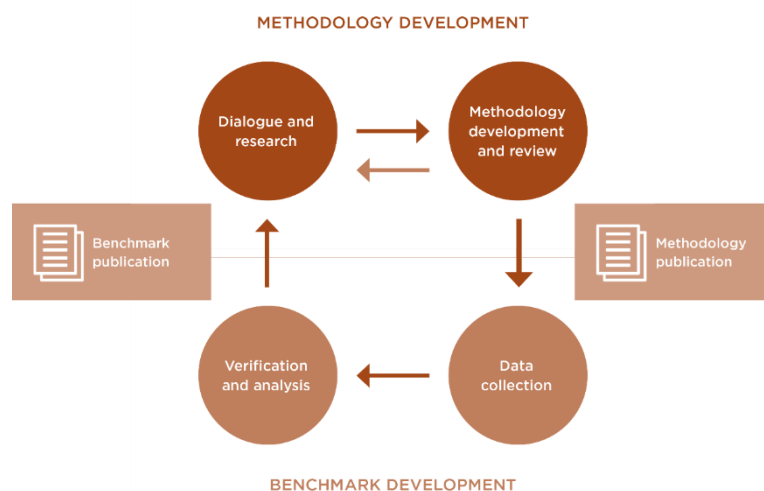 METHODOLOGY DEVELOPMENT
Dialogue and
research
Methodology
development
and review
Benchmark
publication
Methodology
publication
Verification
and analysis
Data
collection
BENCHMARK DEVELOPMENT